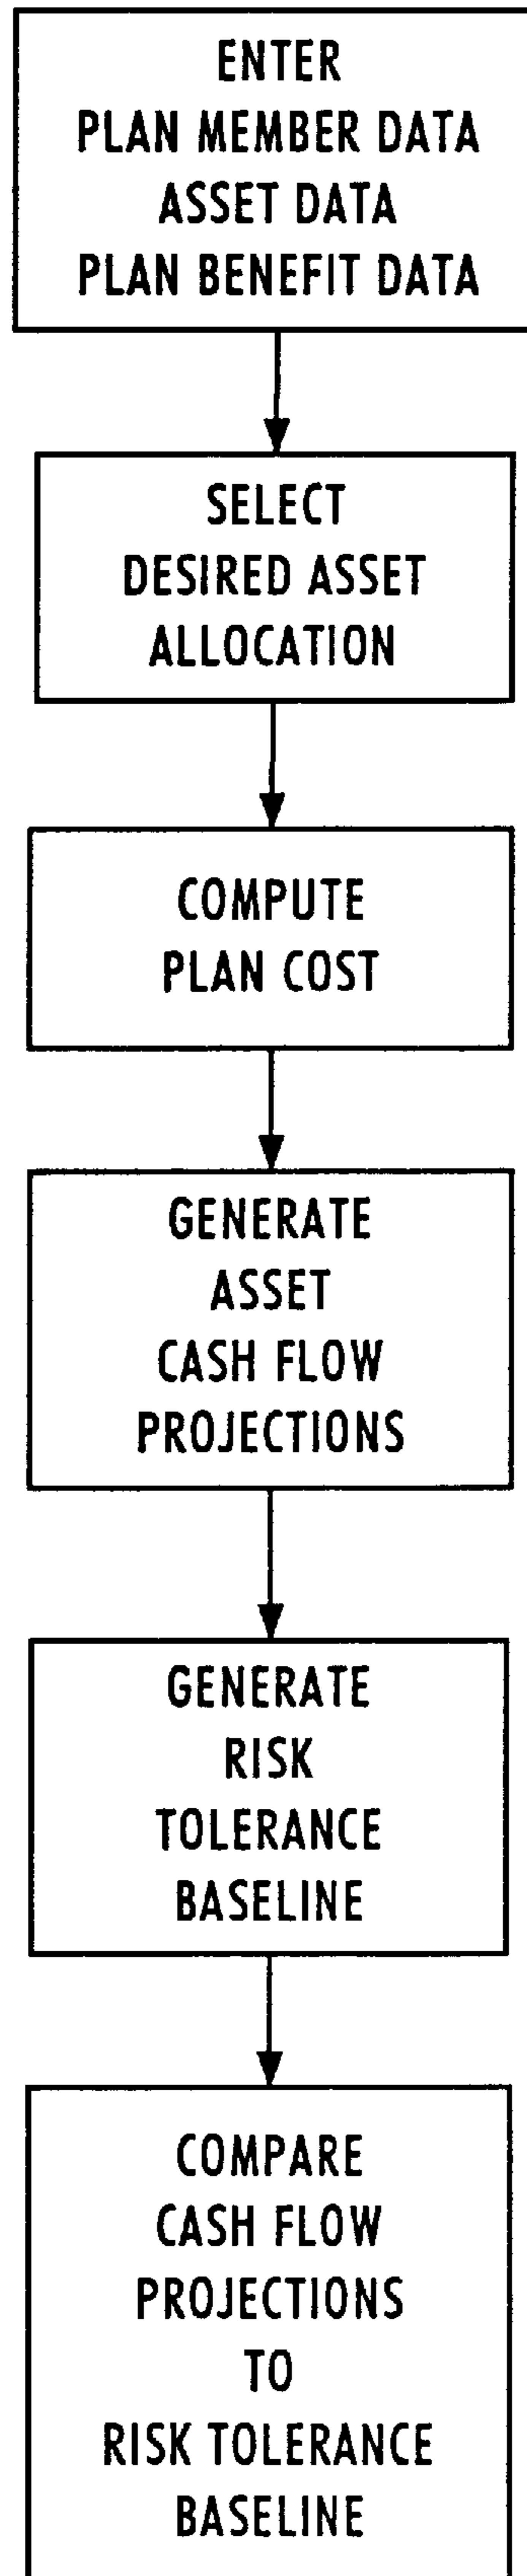 ENTER
PLAN MEMBER DATA
ASSET DATA
PLAN BENEFIT DATA
SELECT
DESIRED ASSET
ALLOCATION
COMPUTE
PLAN COST
GENERATE
ASSET
CASH FLOW
PROJECTIONS
GENERATE
RISK
TOLERANCE
BASELINE
COMPARE
CASH FLOW
PROJECTIONS
TO
RISK TOLERANCE
BASELINE